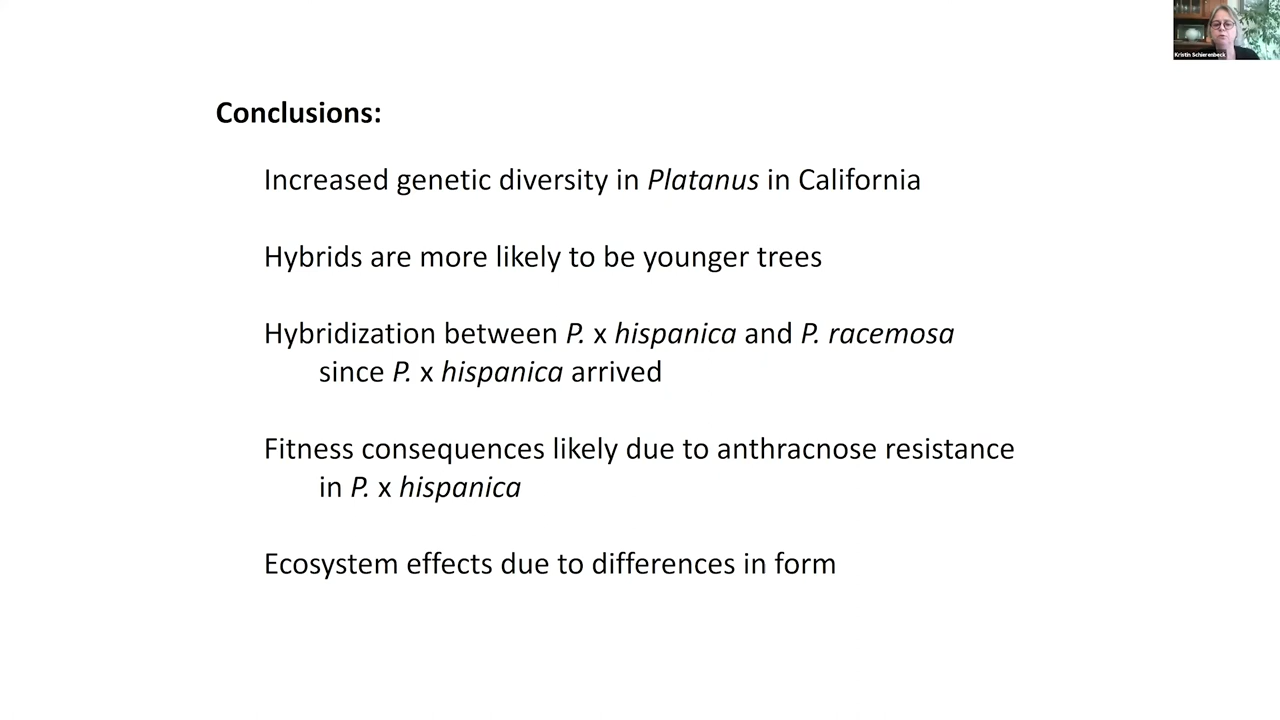 Kristin Schierenbeck
Conclusions:
Increased genetic diversity in Platanus in California
Hybrids are more likely to be younger trees
Hybridization between P. x hispanica and P. racemosa
since P. x hispanica arrived
Fitness consequences likely due to anthracnose resistance
in P. x hispanica
Ecosystem effects due to differences in form